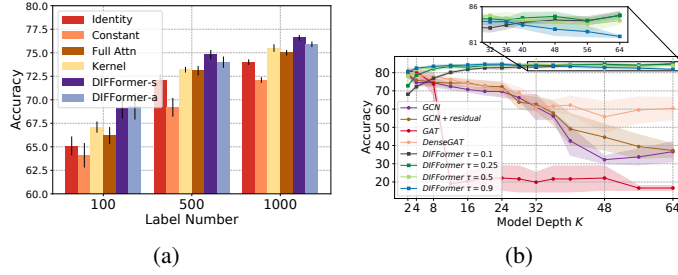 77.5
75.0
72.5
70.0
67.5
65.0
62.5
60.0
Accuracy
Identity
Constant
Full Attn
Kernel
DIFFormer-s
DIFFormer-a
100
500
1000
Label Number
(a)
86
81
32 36 40 48 56 64
90
80
70
60
50
40
30
20
Accuracy
GCN
GCN + residual
GAT
DenseGAT
DIFFormer τ = 0.1
DIFFormer τ = 0.25
DIFFormer τ = 0.5
DIFFormer τ = 0.9
2 4 8 16 24 32 40 48 56 64
Model Depth K
(b)